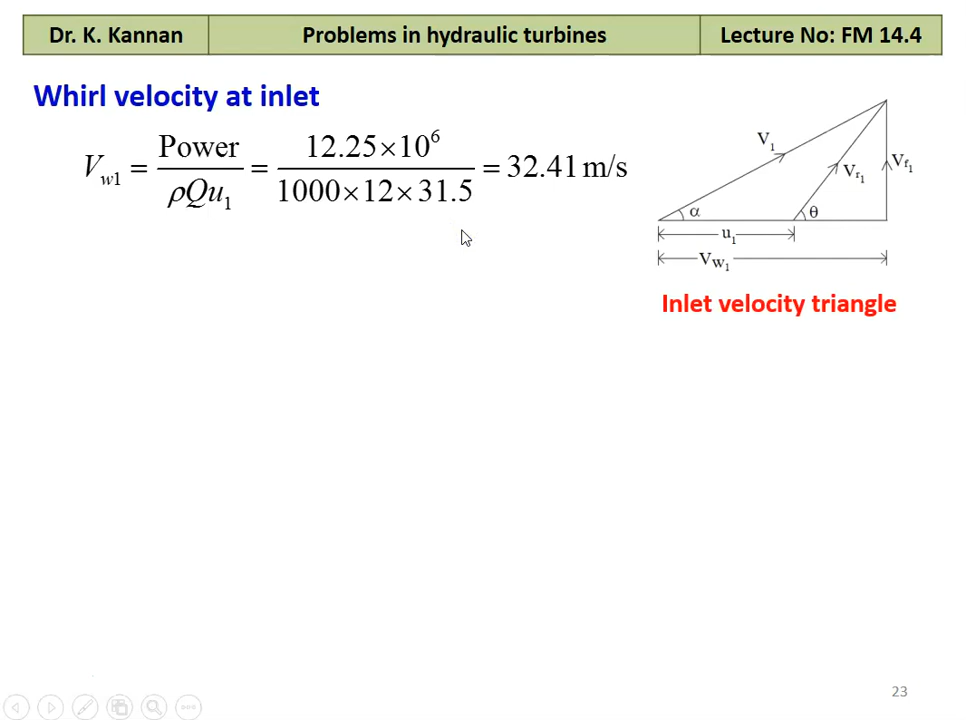 Dr. K. Kannan
Problems in hydraulic turbines
Lecture No: FM 14.4
Whirl velocity at inlet
V_w1 = Power / ρQu_1 = 12.25×10^6 / 1000×12×31.5 = 32.41 m/s
V_1
V_r1
V_f1
α
θ
u_1
V_w1
Inlet velocity triangle
23